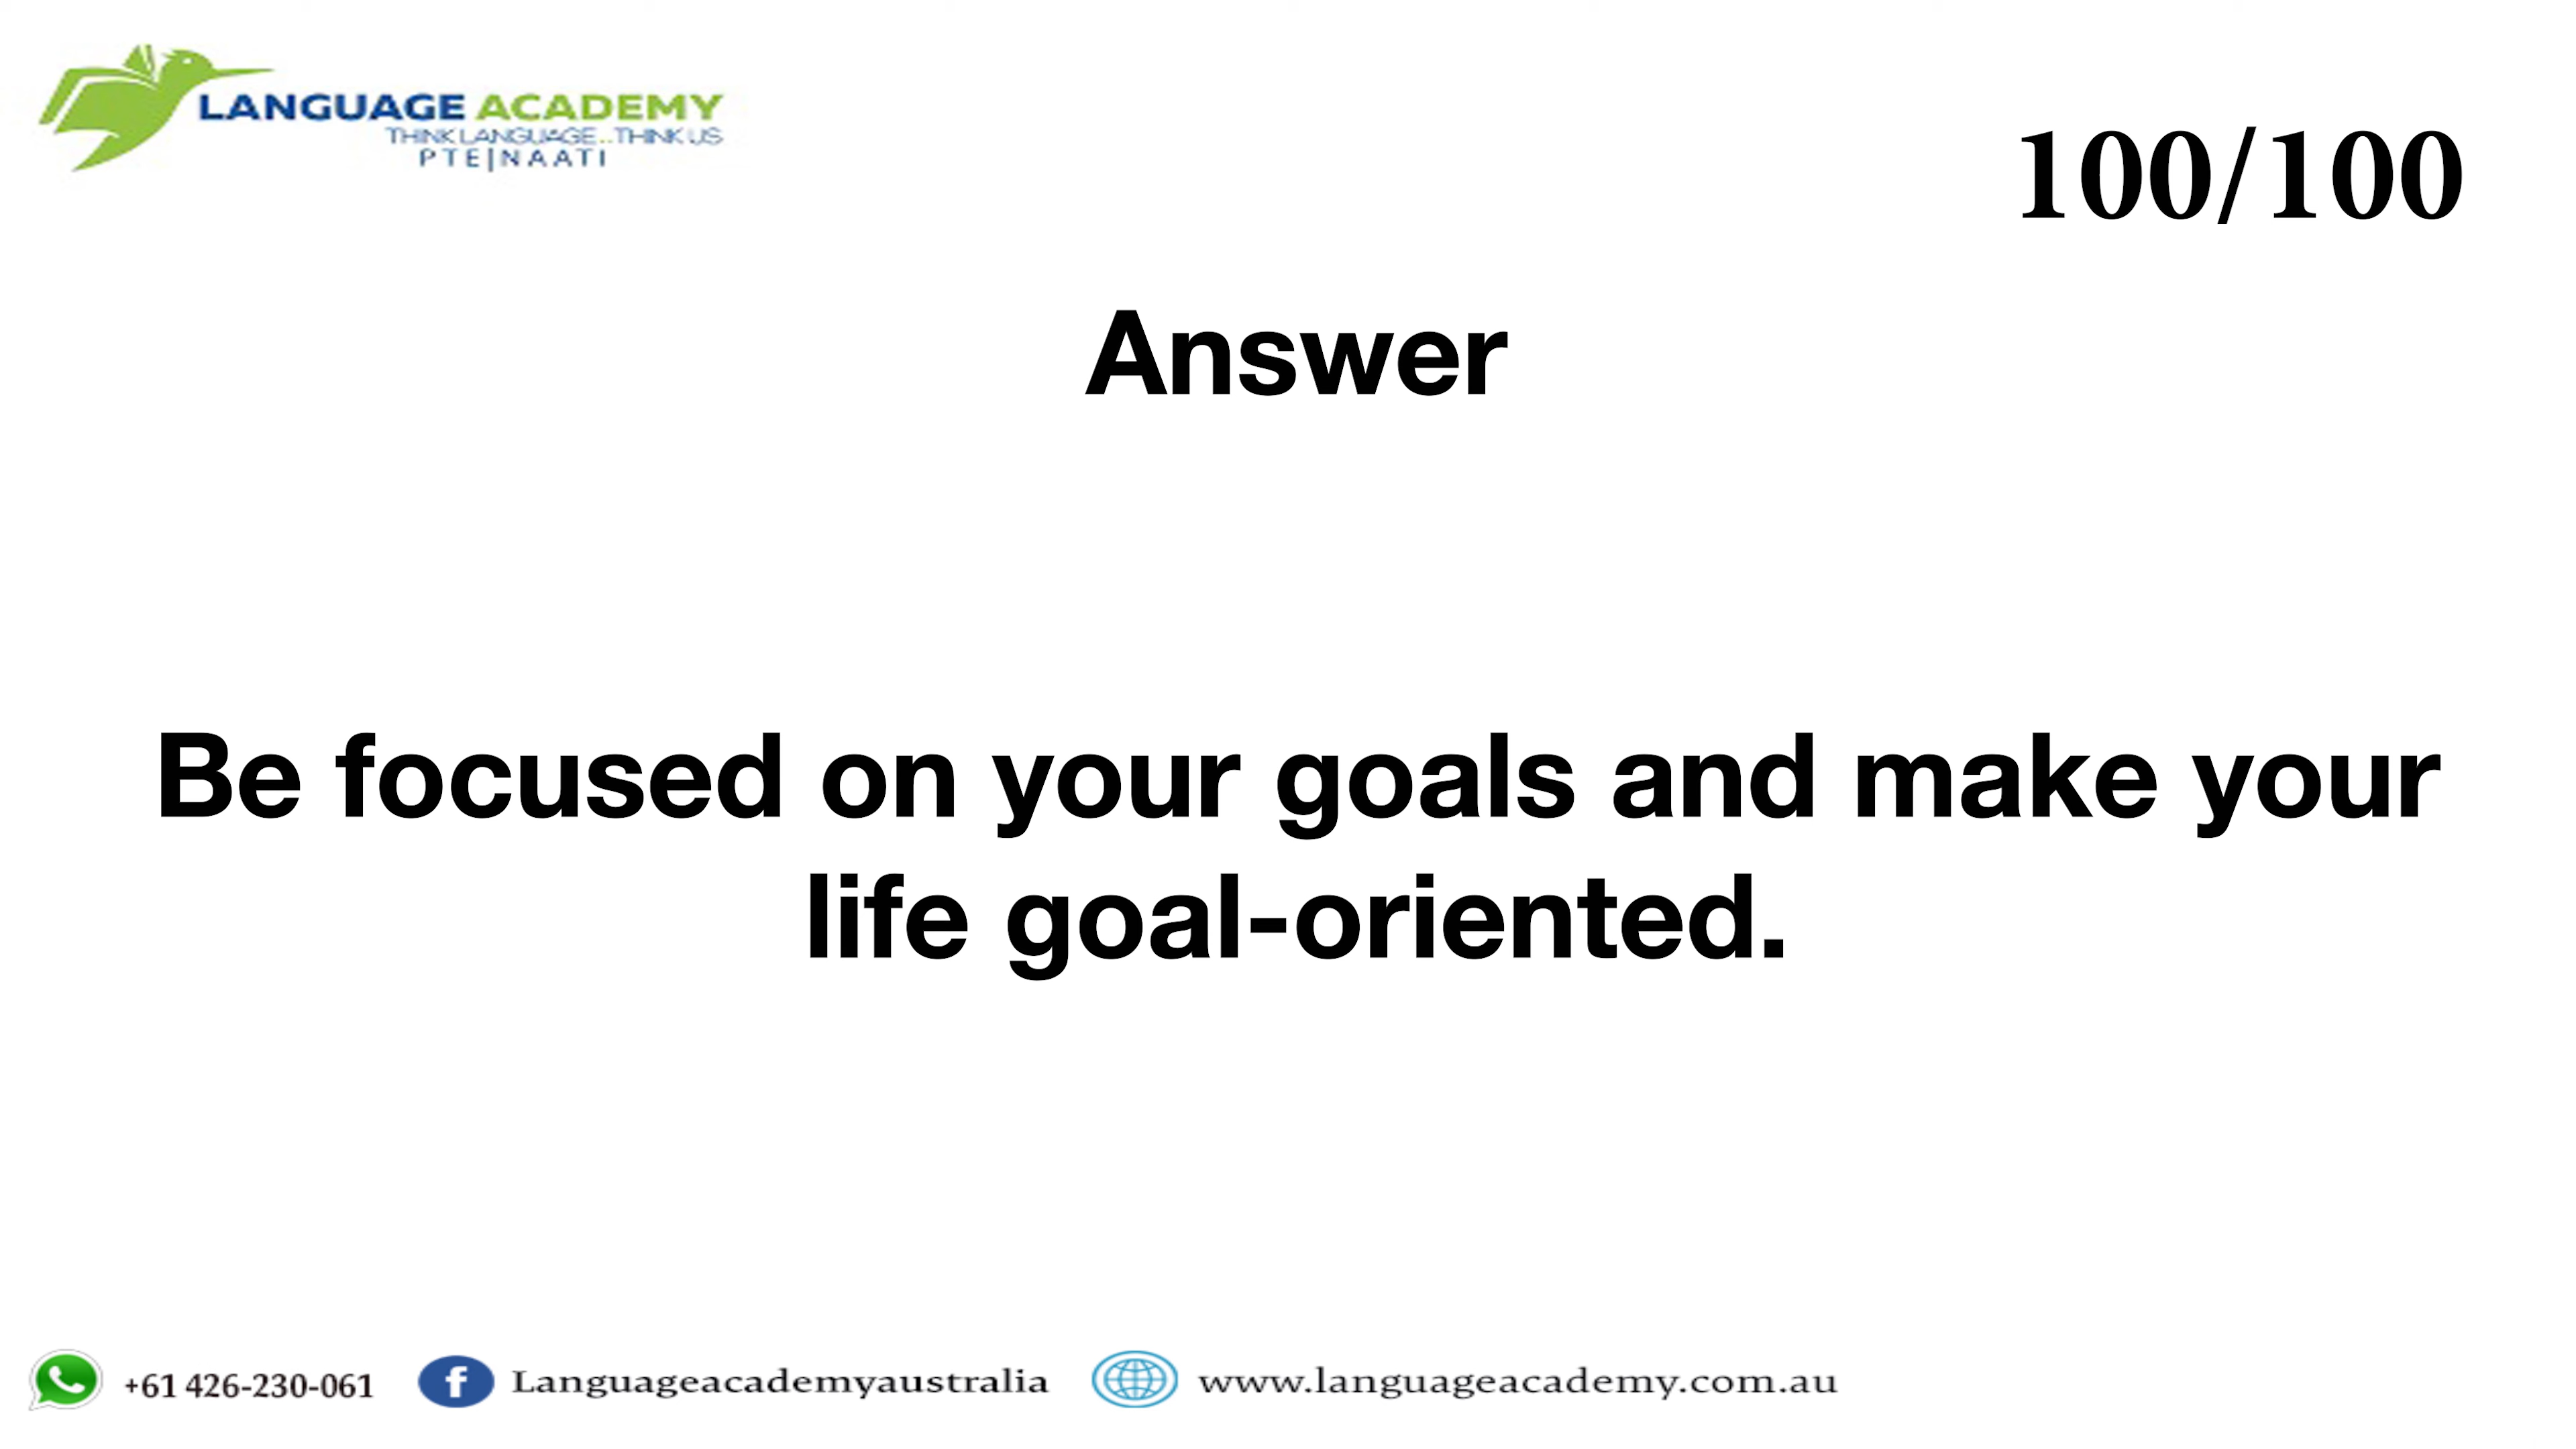 LANGUAGE ACADEMY
THINK LANGUAGE..THINK US
PTE|NAATI
100/100
Answer
Be focused on your goals and make your
life goal-oriented.
+61 426-230-061
Languageacademyaustralia
www.languageacademy.com.au